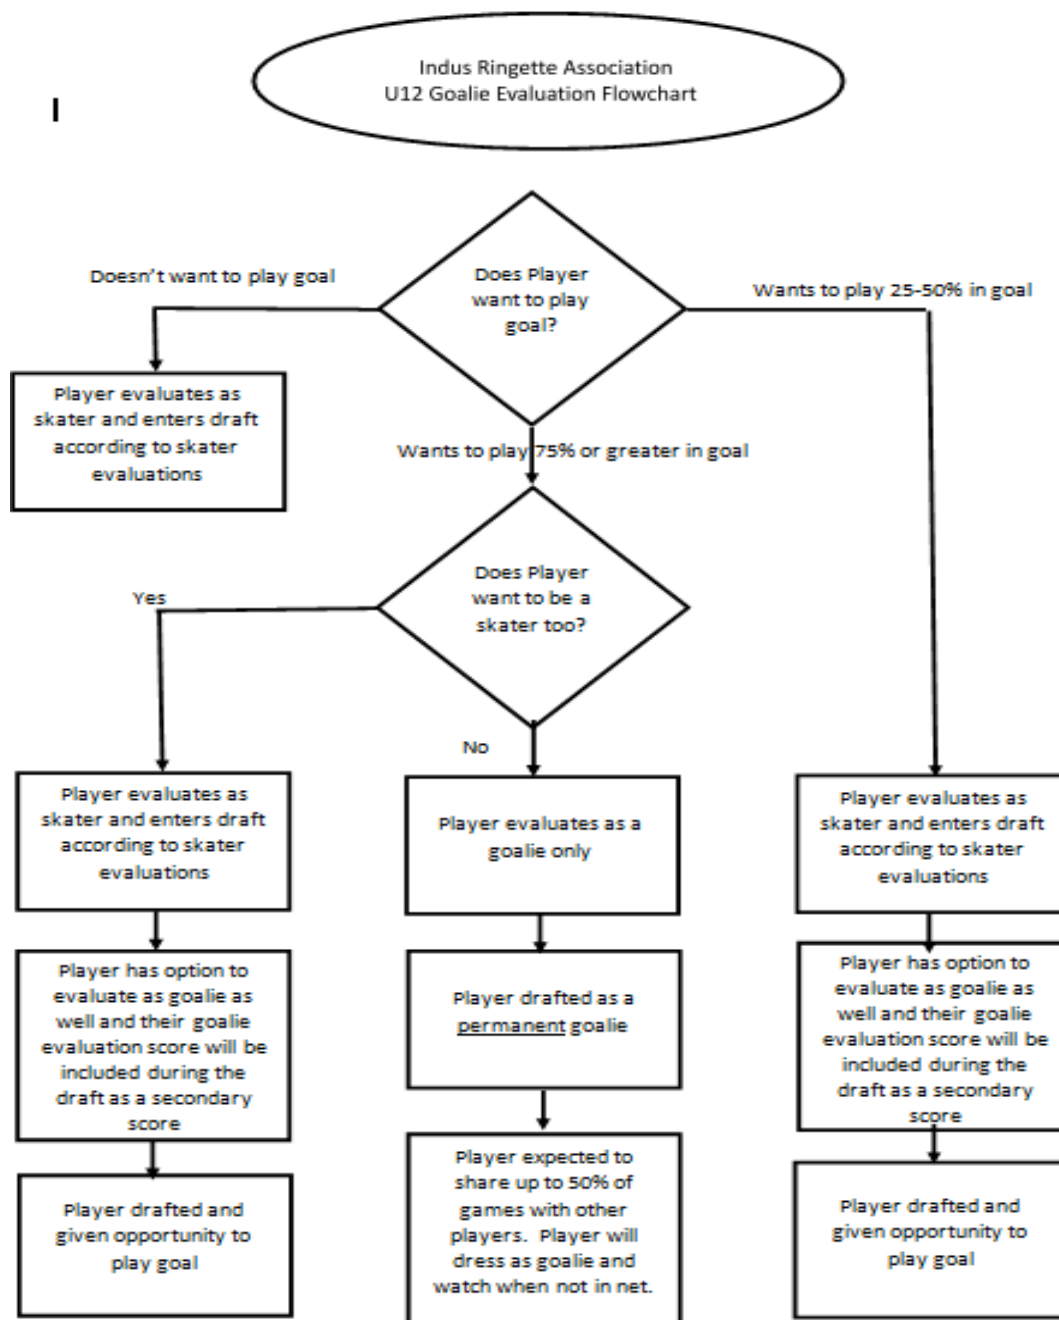 Indus Ringette Association
U12 Goalie Evaluation Flowchart
I
Does Player
want to play
goal?
Doesn't want to play goal
Wants to play 25-50% in goal
Player evaluates as
skater and enters draft
according to skater
evaluations
Wants to play 75% or greater in goal
Does Player
want to be a
skater too?
Yes
No
Player evaluates as
skater and enters draft
according to skater
evaluations
Player has option to
evaluate as goalie as
well and their goalie
evaluation score will be
included during the
draft as a secondary
score
Player drafted and
given opportunity to
play goal
Player evaluates as a
goalie only
Player drafted as a
permanent goalie
Player expected to
share up to 50% of
games with other
players.  Player will
dress as goalie and
watch when not in net.
Player evaluates as
skater and enters draft
according to skater
evaluations
Player has option to
evaluate as goalie as
well and their goalie
evaluation score will be
included during the
draft as a secondary
score
Player drafted and
given opportunity to
play goal